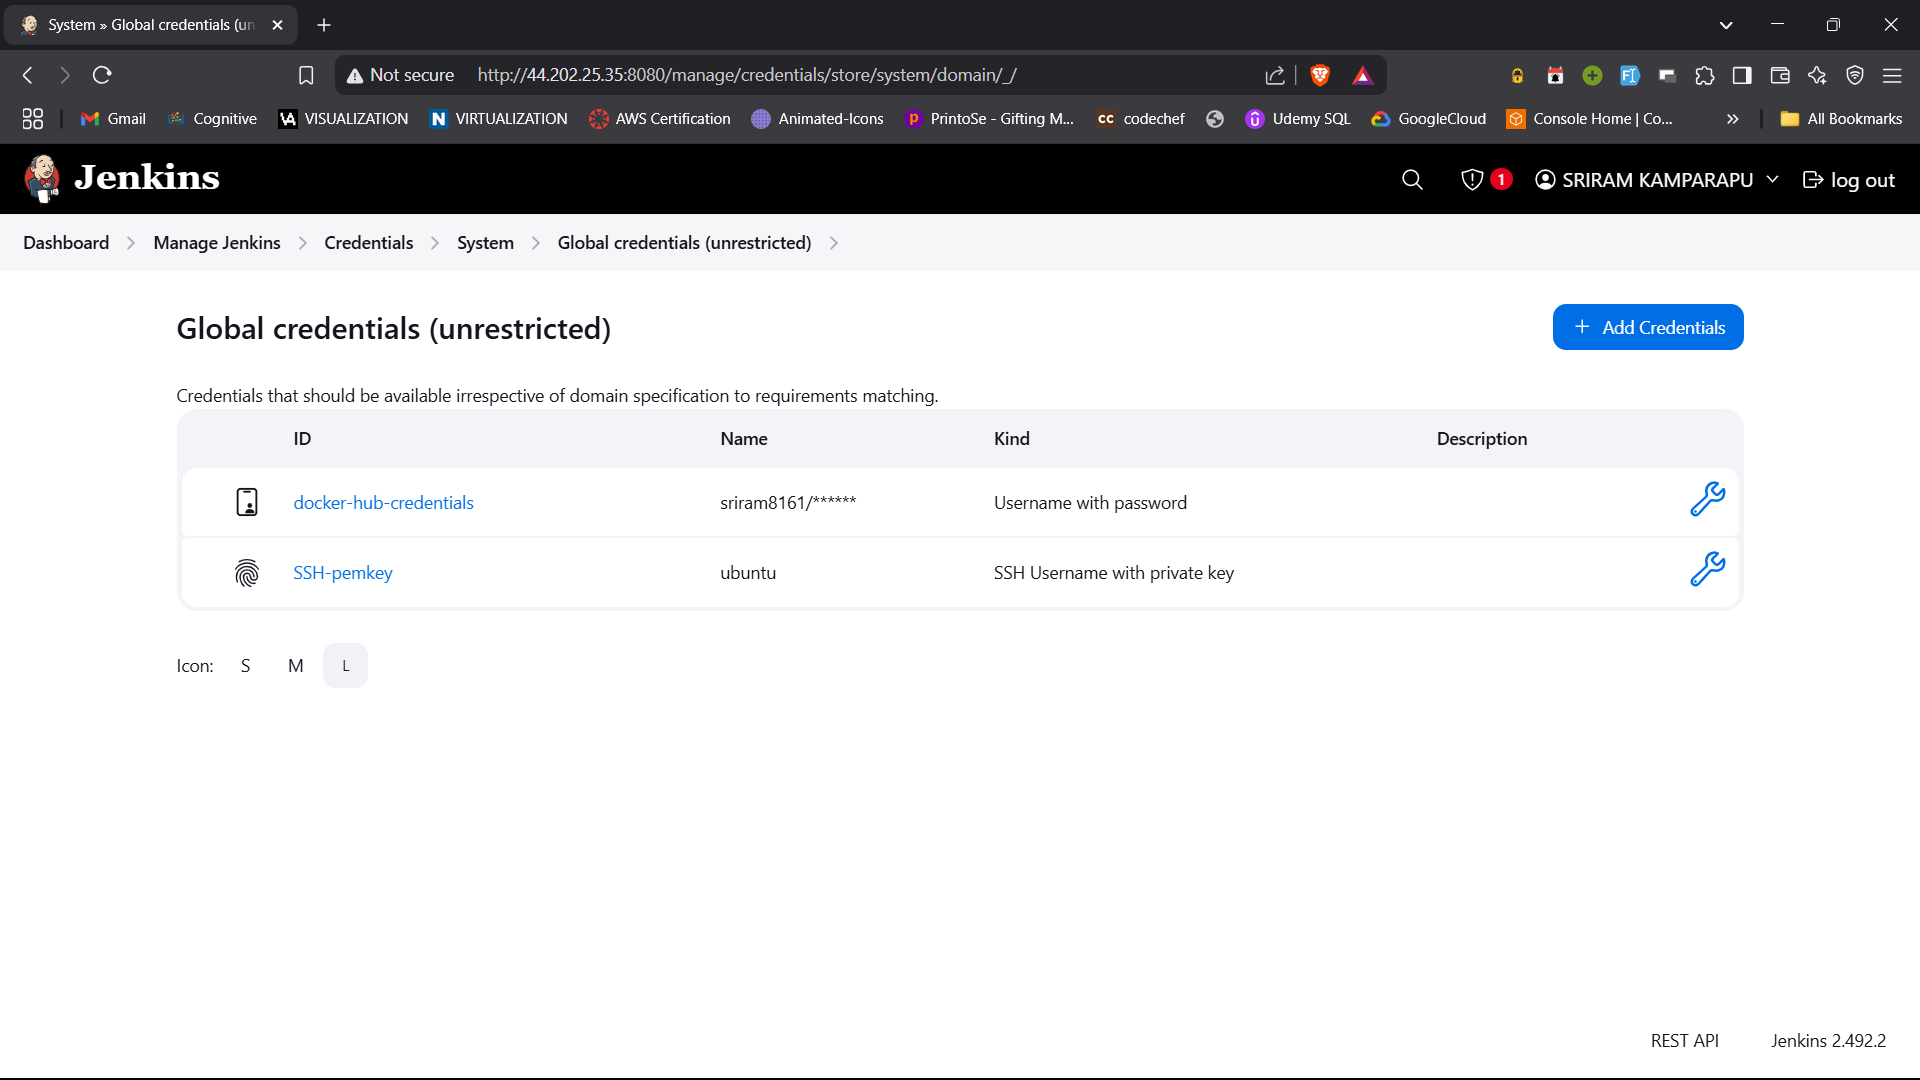 System » Global credentials (un
Not secure http://44.202.25.35:8080/manage/credentials/store/system/domain/_/
Gmail Cognitive VISUALIZATION VIRTUALIZATION AWS Certification Animated-Icons PrintoSe - Gifting M... codechef Udemy SQL GoogleCloud Console Home | Co... » All Bookmarks
Jenkins 1 SRIRAM KAMPARAPU log out
Dashboard Manage Jenkins Credentials System Global credentials (unrestricted)
Global credentials (unrestricted) + Add Credentials
Credentials that should be available irrespective of domain specification to requirements matching.
ID Name Kind Description
docker-hub-credentials sriram8161/****** Username with password
SSH-pemkey ubuntu SSH Username with private key
Icon: S M L
REST API Jenkins 2.492.2